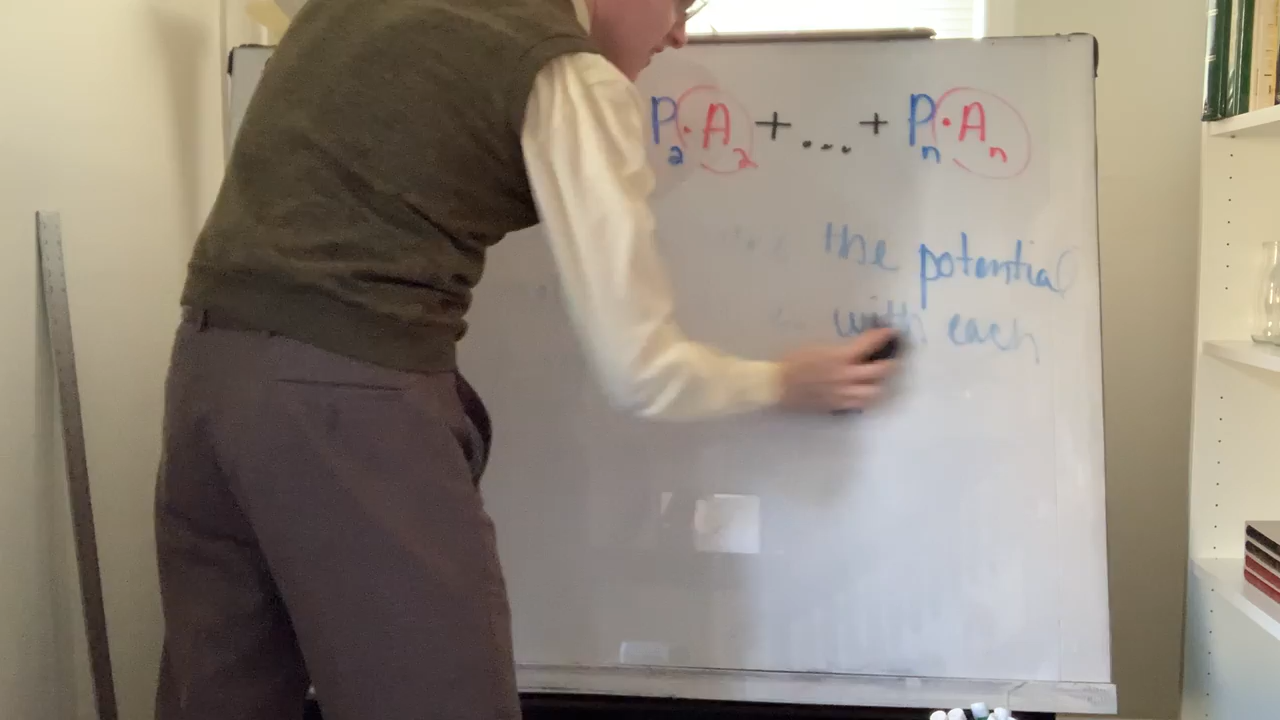 P₂ · A₂ + ... + Pₙ · Aₙ
the potential
with each